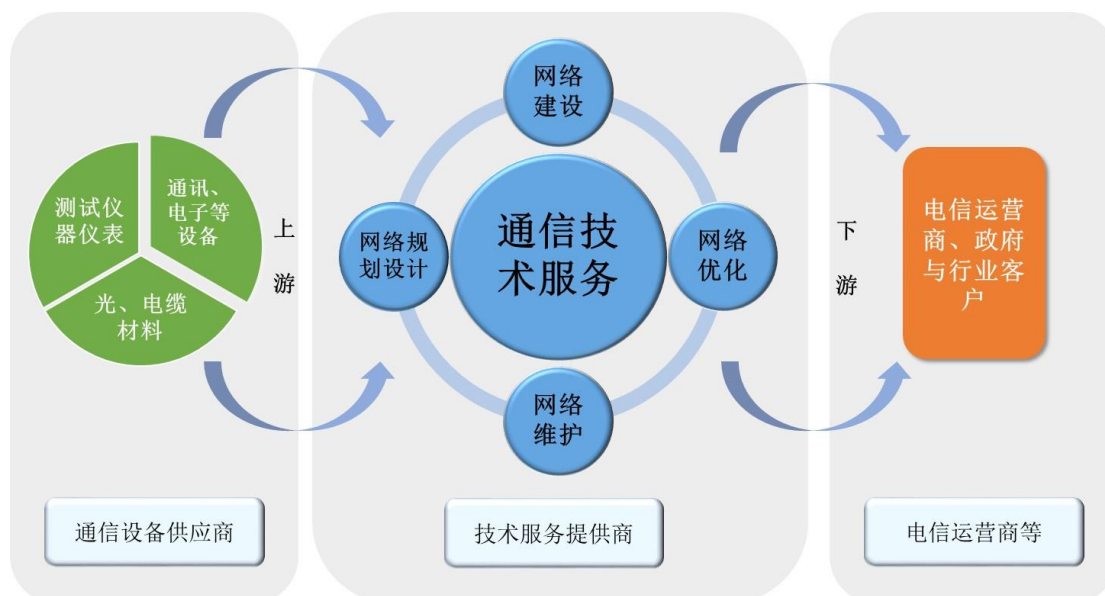 测试仪
器仪表
通讯、
电子等
设备
光、电缆
材料
上
游
网络
建设
网络规
划设计
通信技
术服务
网络
优化
网络
维护
下
游
电信运营
商、政府
与行业客
户
通信设备供应商
技术服务提供商
电信运营商等